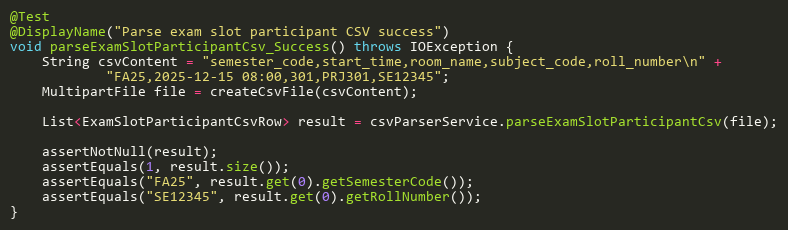 @Test
@DisplayName("Parse exam slot participant CSV success")
void parseExamSlotParticipantCsv_Success() throws IOException {
    String csvContent = "semester_code,start_time,room_name,subject_code,roll_number\n" +
            "FA25,2025-12-15 08:00,301,PRJ301,SE12345";
    MultipartFile file = createCsvFile(csvContent);

    List<ExamSlotParticipantCsvRow> result = csvParserService.parseExamSlotParticipantCsv(file);

    assertNotNull(result);
    assertEquals(1, result.size());
    assertEquals("FA25", result.get(0).getSemesterCode());
    assertEquals("SE12345", result.get(0).getRollNumber());
}